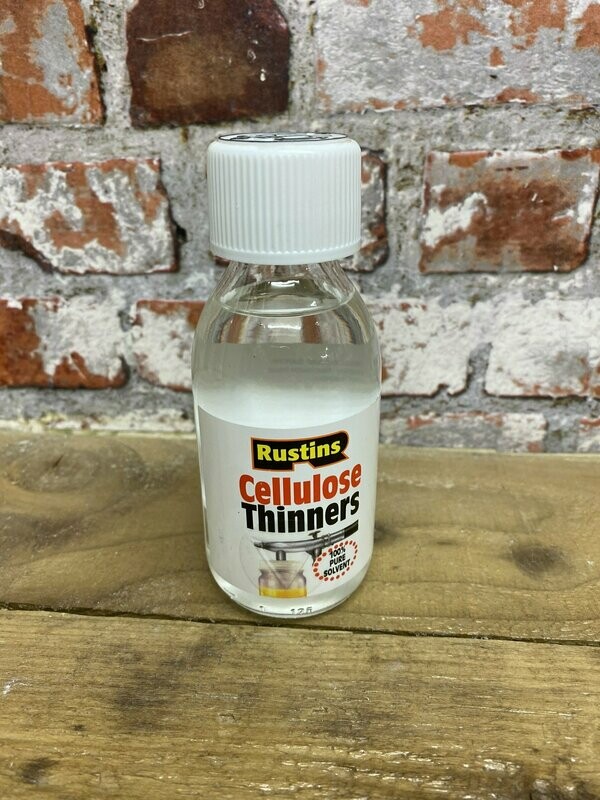 Rustins
Cellulose
Thinners
100%
PURE
SOLVENT
125